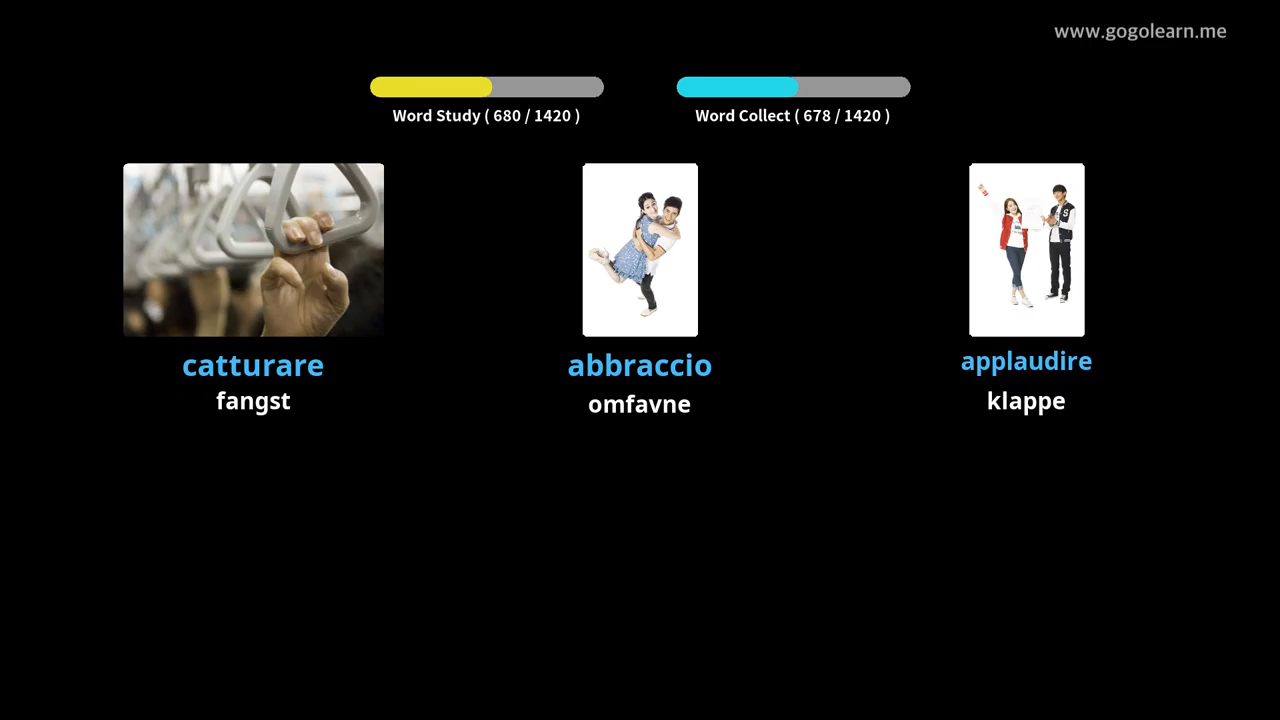 www.gogolearn.me
Word Study ( 680 / 1420 )
Word Collect ( 678 / 1420 )
catturare
fangst
abbraccio
omfavne
applaudire
klappe